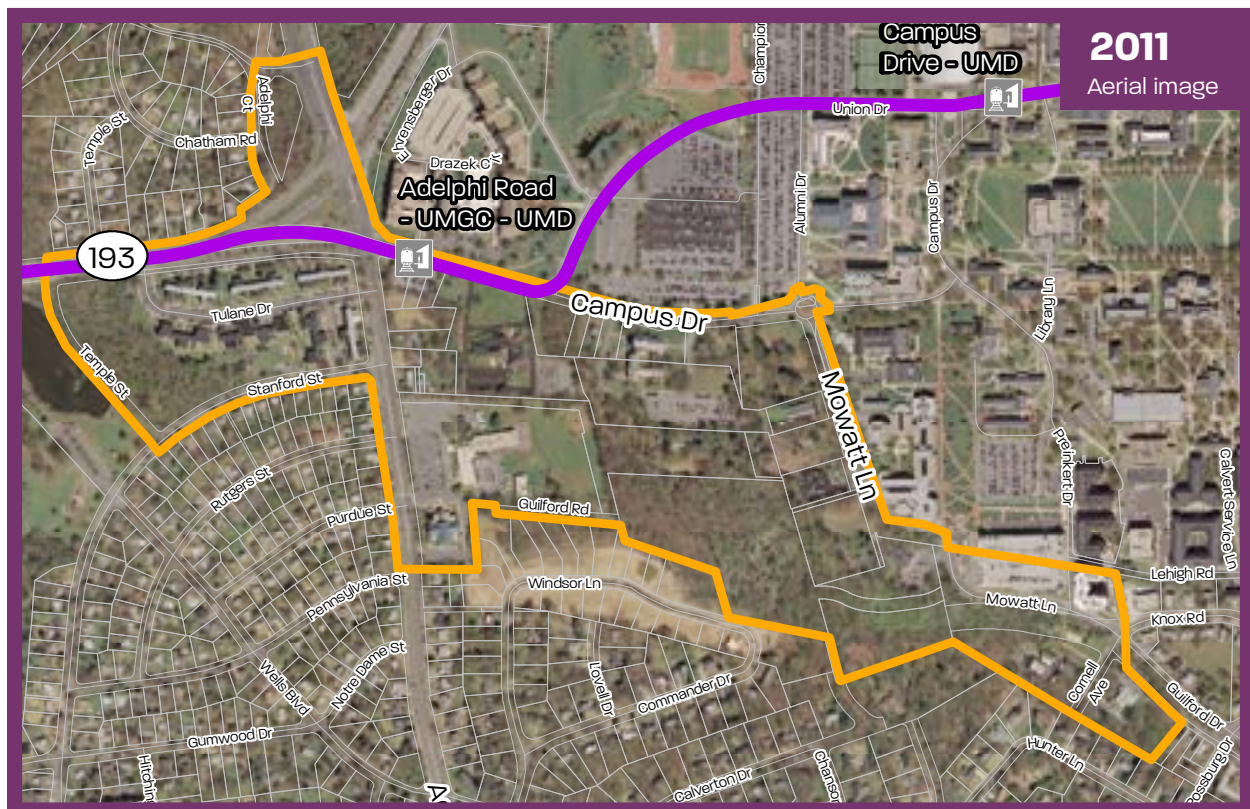 2011
Aerial image
Campus
Drive - UMD
Champion
Union Dr
Adelphi
Ct
Temple St
Chatham Rd
Drazek C
Adelphi Road
- UMGC - UMD
Alumni Dr
Campus Dr
193
Tulane Dr
Campus Dr
Library Ln
Temple St
Stanford St
Mowatt Ln
Rutgers St
Purdue St
Guilford Rd
Preinkert Dr
Calvert Service Ln
Pennsylvania St
Windsor Ln
Lehigh Rd
Mowatt Ln
Knox Rd
Notre Dame St
Wells Blvd
Lovell Dr
Commander Dr
Cornell
Ave
Guilford Dr
Gumwood Dr
Hunter Ln
Calverton Dr
Hitchin
Chanson
ossburg Dr
A